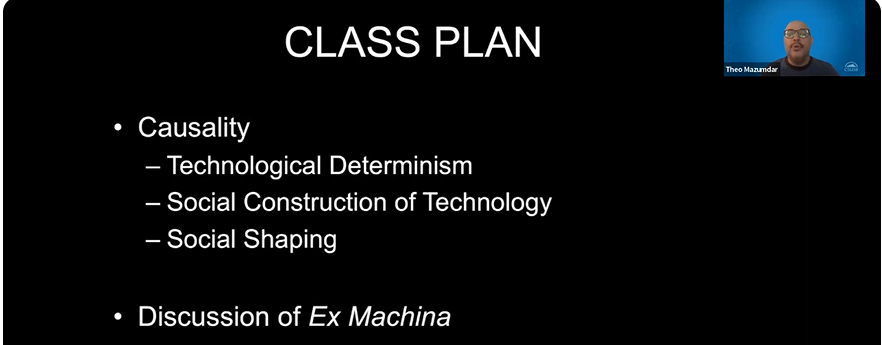 CLASS PLAN
Theo Mazumdar
• Causality
– Technological Determinism
– Social Construction of Technology
– Social Shaping
• Discussion of Ex Machina